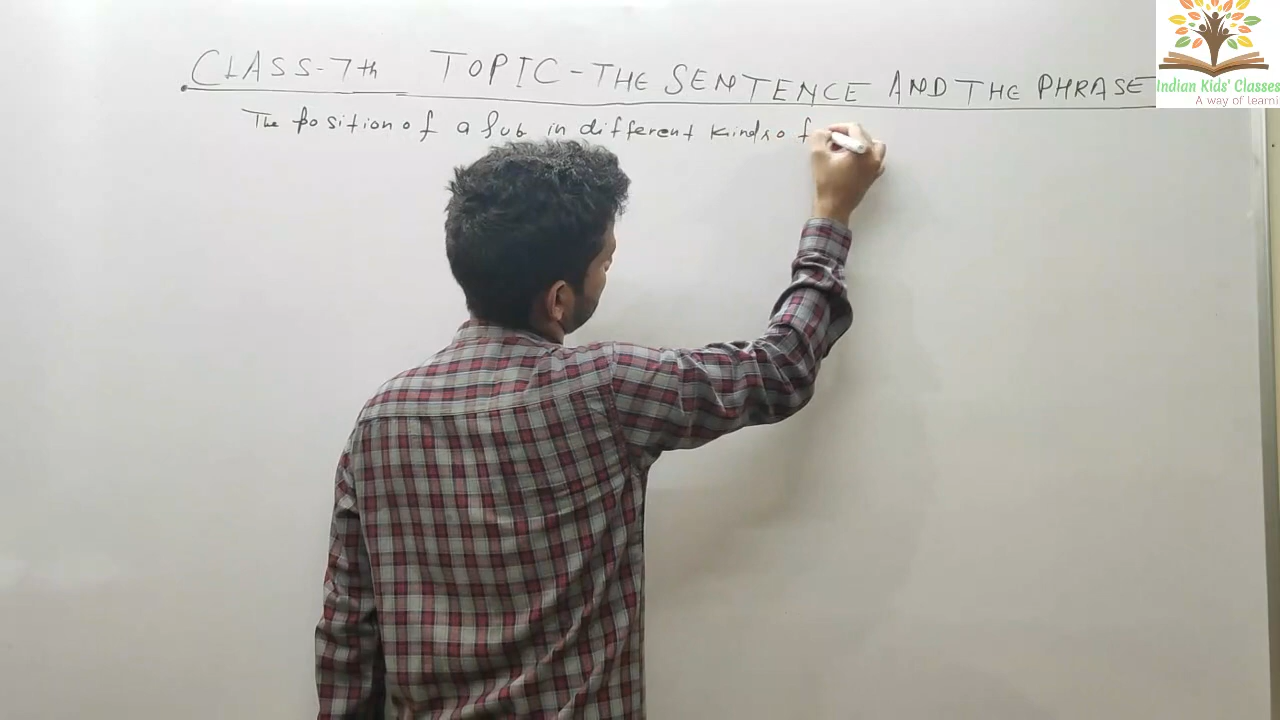 CLASS-7th TOPIC-THE SENTENCE AND THE PHRASE
The position of a sub in different kinds of
Indian Kids' Classes
A way of learni